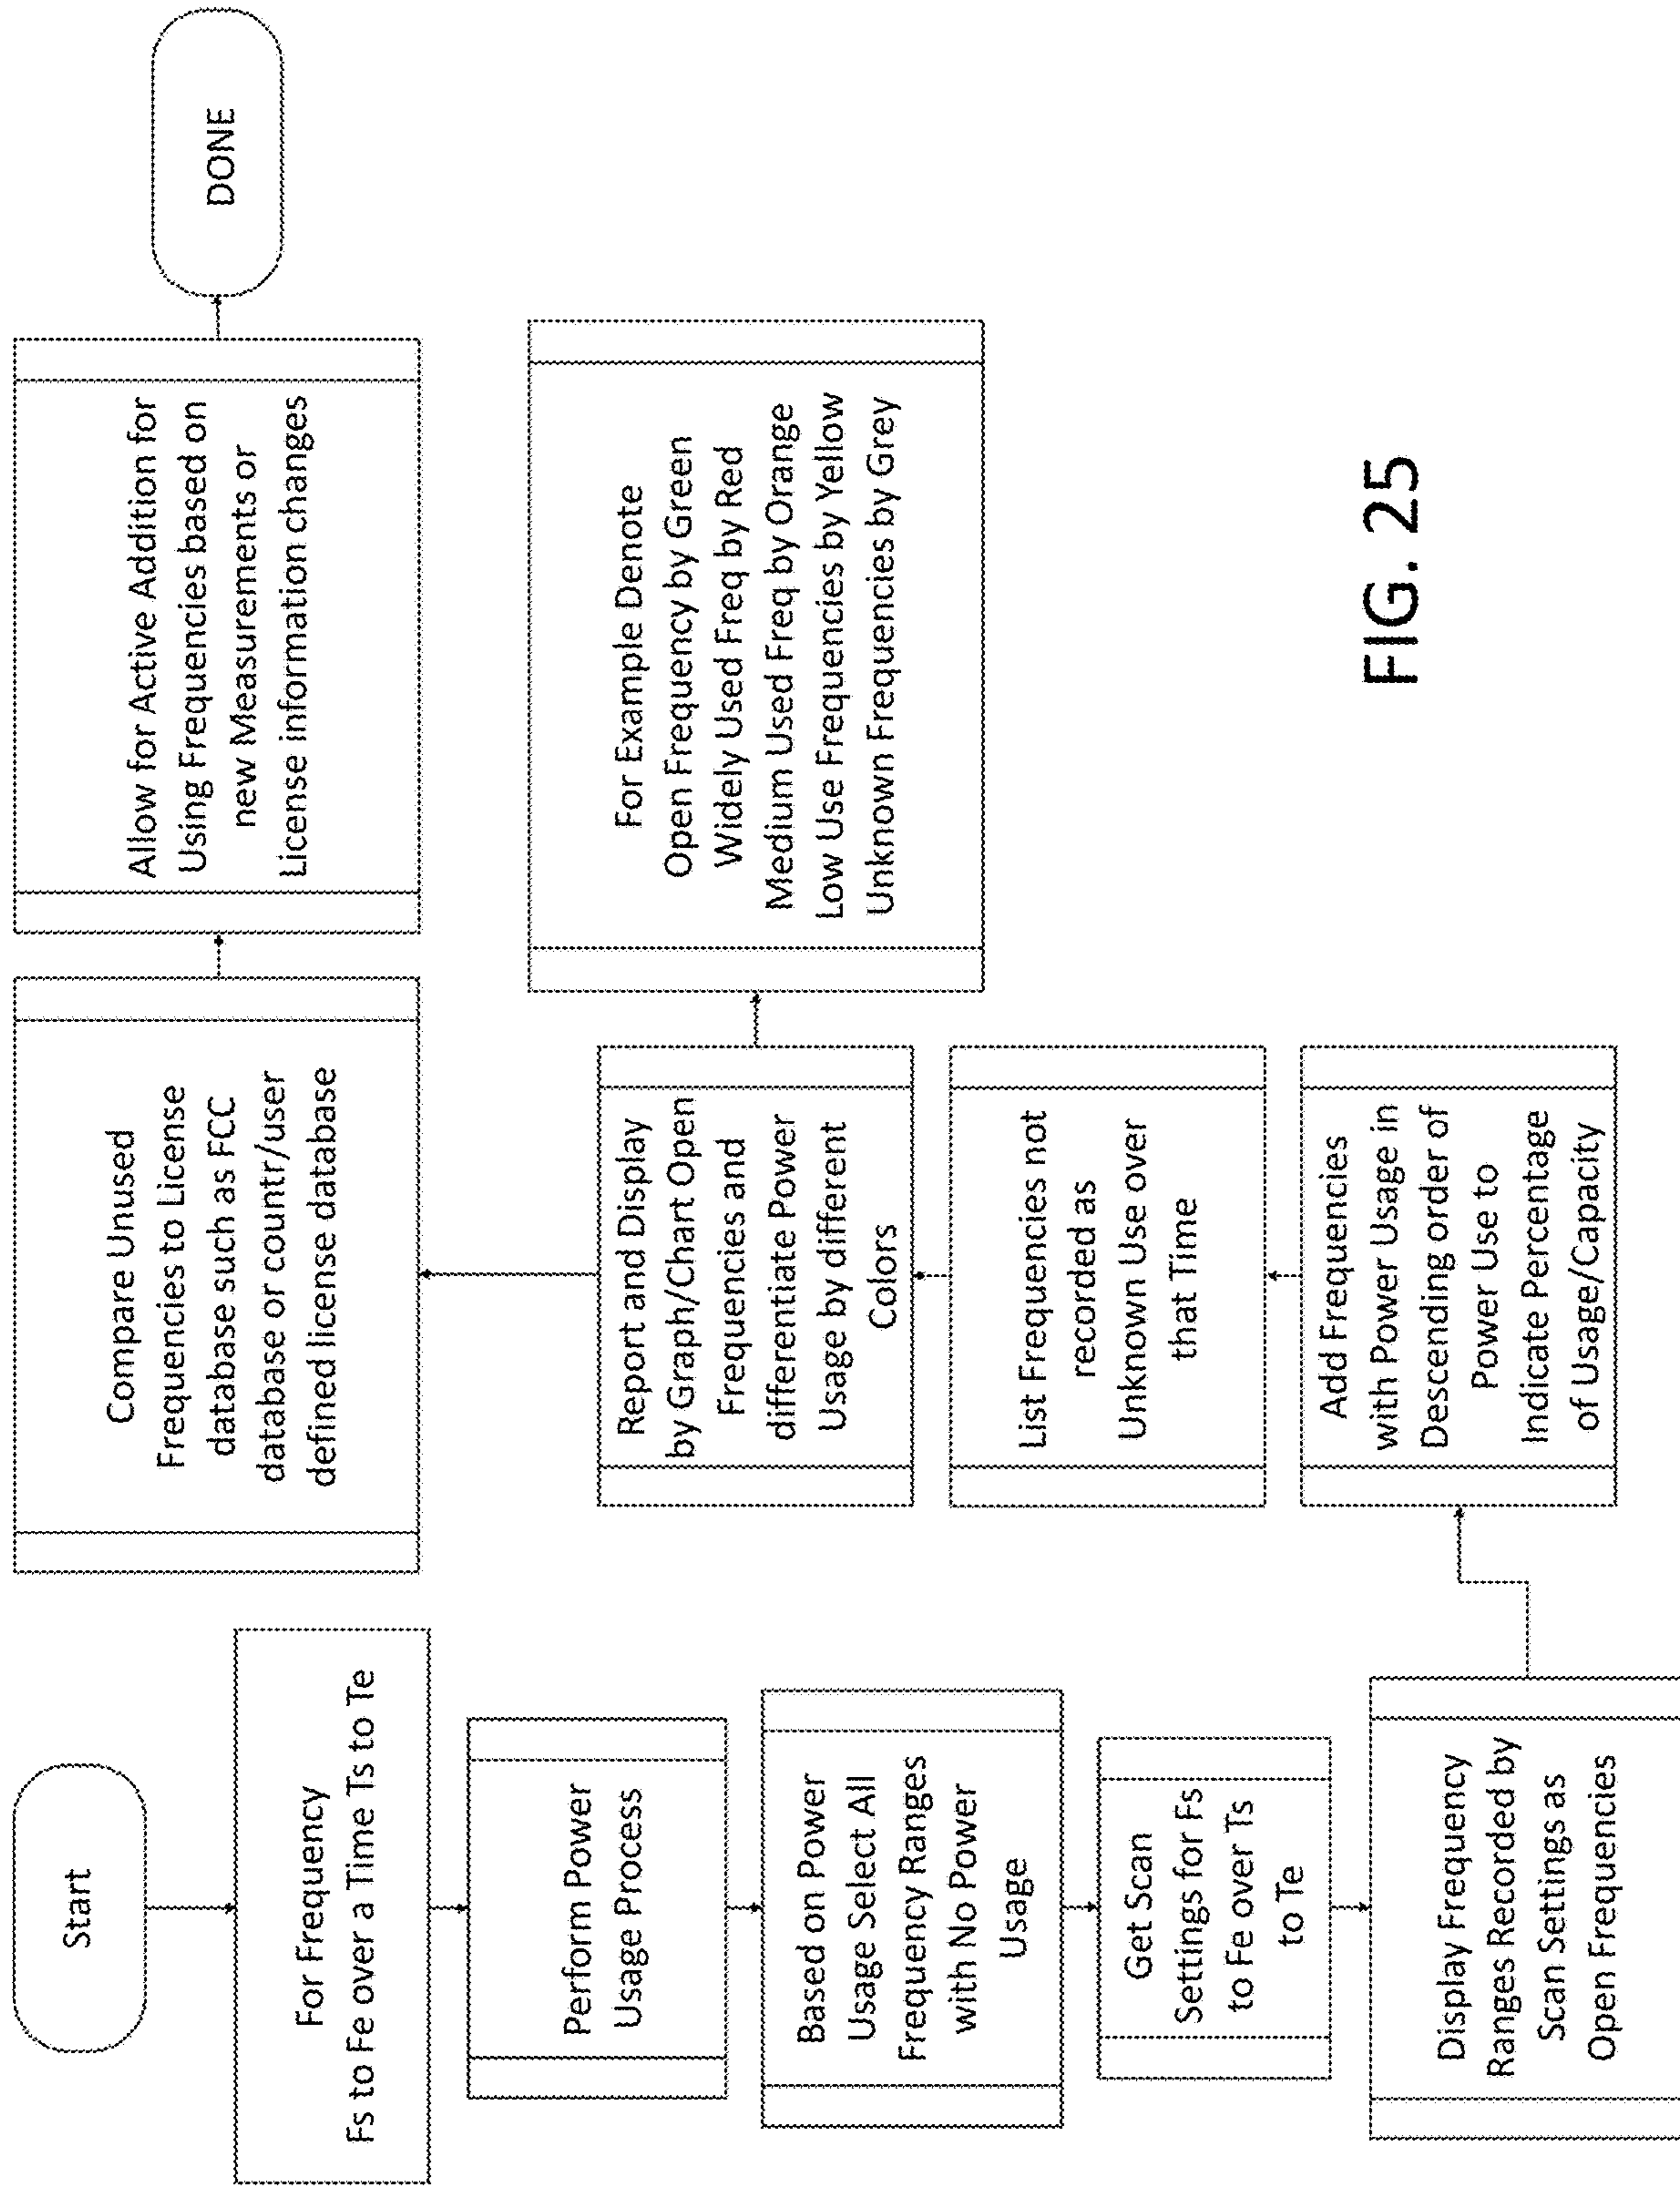 Start
For Frequency
Fs to Fe over a Time Ts to Te
Perform Power
Usage Process
Based on Power
Usage Select All
Frequency Ranges
with No Power
Usage
Get Scan
Settings for Fs
to Fe over Ts
to Te
Display Frequency
Ranges Recorded by
Scan Settings as
Open Frequencies
Add Frequencies
with Power Usage in
Descending order of
Power Use to
Indicate Percentage
of Usage/Capacity
List Frequencies not
recorded as
Unknown Use over
that Time
Report and Display
by Graph/Chart Open
Frequencies and
differentiate Power
Usage by different
Colors
For Example Denote
Open Frequency by Green
Widely Used Freq by Red
Medium Used Freq by Orange
Low Use Frequencies by Yellow
Unknown Frequencies by Grey
Compare Unused
Frequencies to License
database such as FCC
database or countr/user
defined license database
Allow for Active Addition for
Using Frequencies based on
new Measurements or
License information changes
DONE
FIG. 25